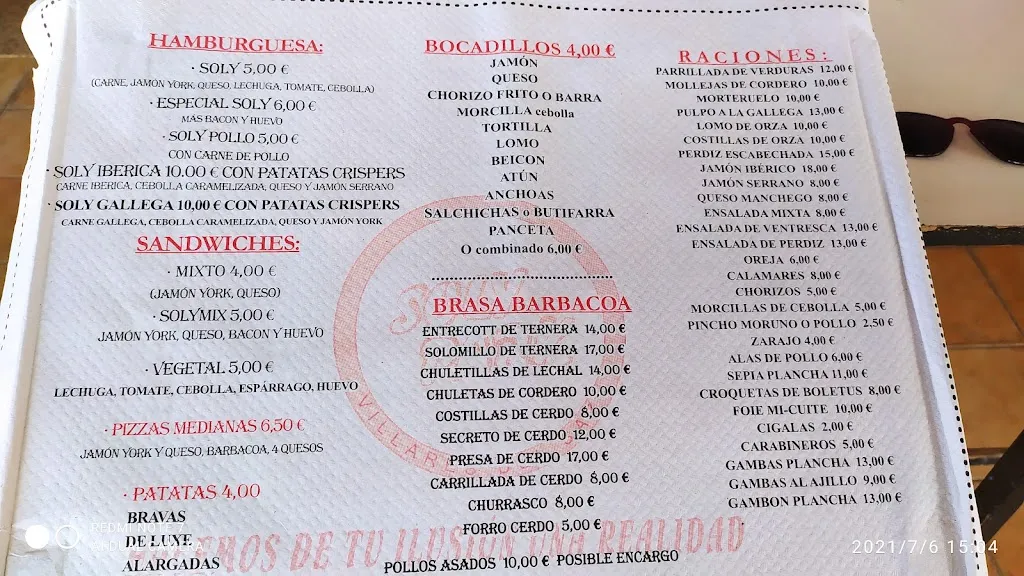 HAMBURGUESA:
· SOLY 5,00 €
(CARNE, JAMÓN YORK, QUESO, LECHUGA, TOMATE, CEBOLLA)
· ESPECIAL SOLY 6,00 €
MÁS BACON Y HUEVO
· SOLY POLLO 5,00 €
CON CARNE DE POLLO
· SOLY IBERICA 10.00 € CON PATATAS CRISPERS
CARNE IBERICA, CEBOLLA CARAMELIZADA, QUESO Y JAMÓN SERRANO
· SOLY GALLEGA 10,00 € CON PATATAS CRISPERS
CARNE GALLEGA, CEBOLLA CARAMELIZADA, QUESO Y JAMÓN YORK
SANDWICHES:
· MIXTO 4,00 €
(JAMÓN YORK, QUESO)
· SOLYMIX 5,00 €
JAMÓN YORK, QUESO, BACON Y HUEVO
· VEGETAL 5,00 €
LECHUGA, TOMATE, CEBOLLA, ESPÁRRAGO, HUEVO
· PIZZAS MEDIANAS 6,50 €
JAMÓN YORK Y QUESO, BARBACOA, 4 QUESOS
· PATATAS 4,00
BRAVAS
DE LUXE
ALARGADAS
BOCADILLOS 4,00 €
JAMÓN
QUESO
CHORIZO FRITO O BARRA
MORCILLA cebolla
TORTILLA
LOMO
BEICON
ATÚN
ANCHOAS
SALCHICHAS o BUTIFARRA
PANCETA
O combinado 6,00 €
BRASA BARBACOA
ENTRECOTT DE TERNERA 14,00 €
SOLOMILLO DE TERNERA 17,00 €
CHULETILLAS DE LECHAL 14,00 €
CHULETAS DE CORDERO 10,00 €
COSTILLAS DE CERDO 8,00 €
SECRETO DE CERDO 12,00 €
PRESA DE CERDO 17,00 €
CARRILLADA DE CERDO 8,00 €
CHURRASCO 8,00 €
FORRO CERDO 5,00 €
POLLOS ASADOS 10,00 € POSIBLE ENCARGO
RACIONES:
PARRILLADA DE VERDURAS 12,00 €
MOLLEJAS DE CORDERO 10,00 €
MORTERUELO 10,00 €
PULPO A LA GALLEGA 13,00 €
LOMO DE ORZA 10,00 €
COSTILLAS DE ORZA 10,00 €
PERDIZ ESCABECHADA 15,00 €
JAMÓN IBÉRICO 18,00 €
JAMÓN SERRANO 8,00 €
QUESO MANCHEGO 8,00 €
ENSALADA MIXTA 8,00 €
ENSALADA DE VENTRESCA 13,00 €
ENSALADA DE PERDIZ 13,00 €
OREJA 6,00 €
CALAMARES 8,00 €
CHORIZOS 5,00 €
MORCILLAS DE CEBOLLA 5,00 €
PINCHO MORUNO O POLLO 2,50 €
ZARAJO 4,00 €
ALAS DE POLLO 6,00 €
SEPIA PLANCHA 11,00 €
CROQUETAS DE BOLETUS 8,00 €
FOIE MI-CUITE 10,00 €
CIGALAS 2,00 €
CARABINEROS 5,00 €
GAMBAS PLANCHA 13,00 €
GAMBAS AL AJILLO 9,00 €
GAMBON PLANCHA 13,00 €
DE TU ILUSIÓN UNA REALIDAD
REDMI NOTE 7
2021/7/6 15:04